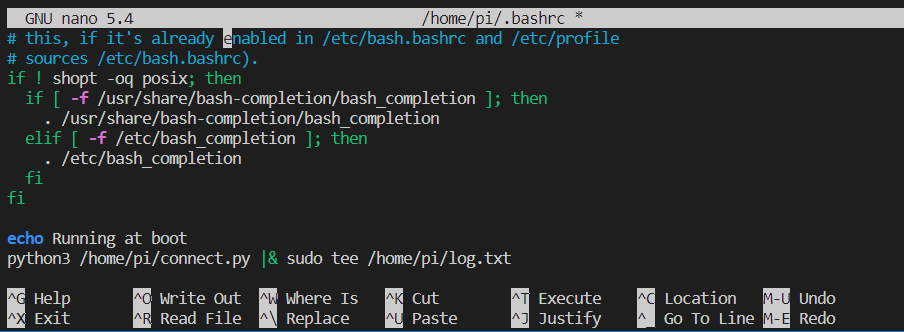 GNU nano 5.4 /home/pi/.bashrc *
# this, if it's already enabled in /etc/bash.bashrc and /etc/profile
# sources /etc/bash.bashrc).
if ! shopt -oq posix; then
  if [ -f /usr/share/bash-completion/bash_completion ]; then
    . /usr/share/bash-completion/bash_completion
  elif [ -f /etc/bash_completion ]; then
    . /etc/bash_completion
  fi
fi
echo Running at boot
python3 /home/pi/connect.py |& sudo tee /home/pi/log.txt
^G Help ^O Write Out ^W Where Is ^K Cut ^T Execute ^C Location M-U Undo
^X Exit ^R Read File ^\ Replace ^U Paste ^J Justify ^_ Go To Line M-E Redo